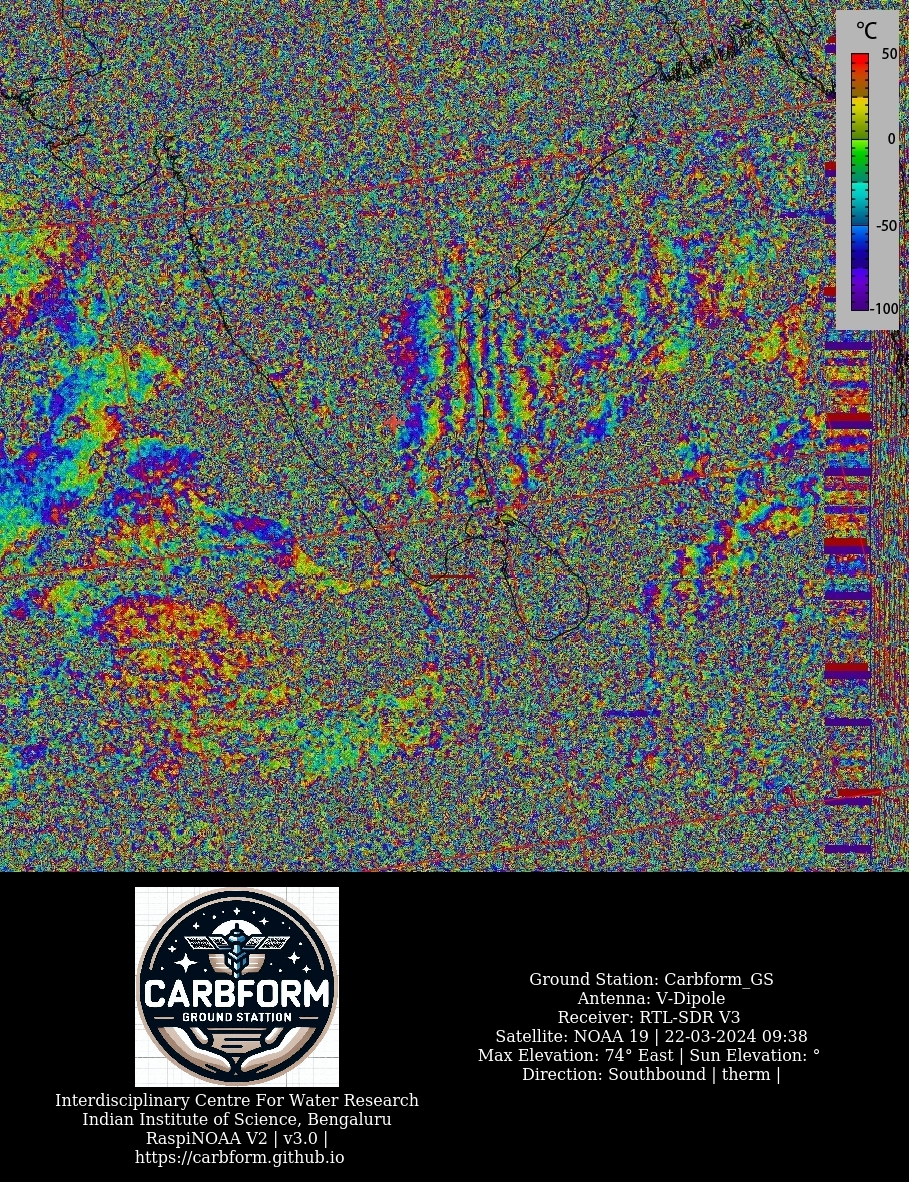 °C
50
0
-50
-100
CARBFORM
GROUND STATION
Interdisciplinary Centre For Water Research
Indian Institute of Science, Bengaluru
RaspiNOAA V2 | v3.0 |
https://carbform.github.io
Ground Station: Carbform_GS
Antenna: V-Dipole
Receiver: RTL-SDR V3
Satellite: NOAA 19 | 22-03-2024 09:38
Max Elevation: 74° East | Sun Elevation: °
Direction: Southbound | therm |